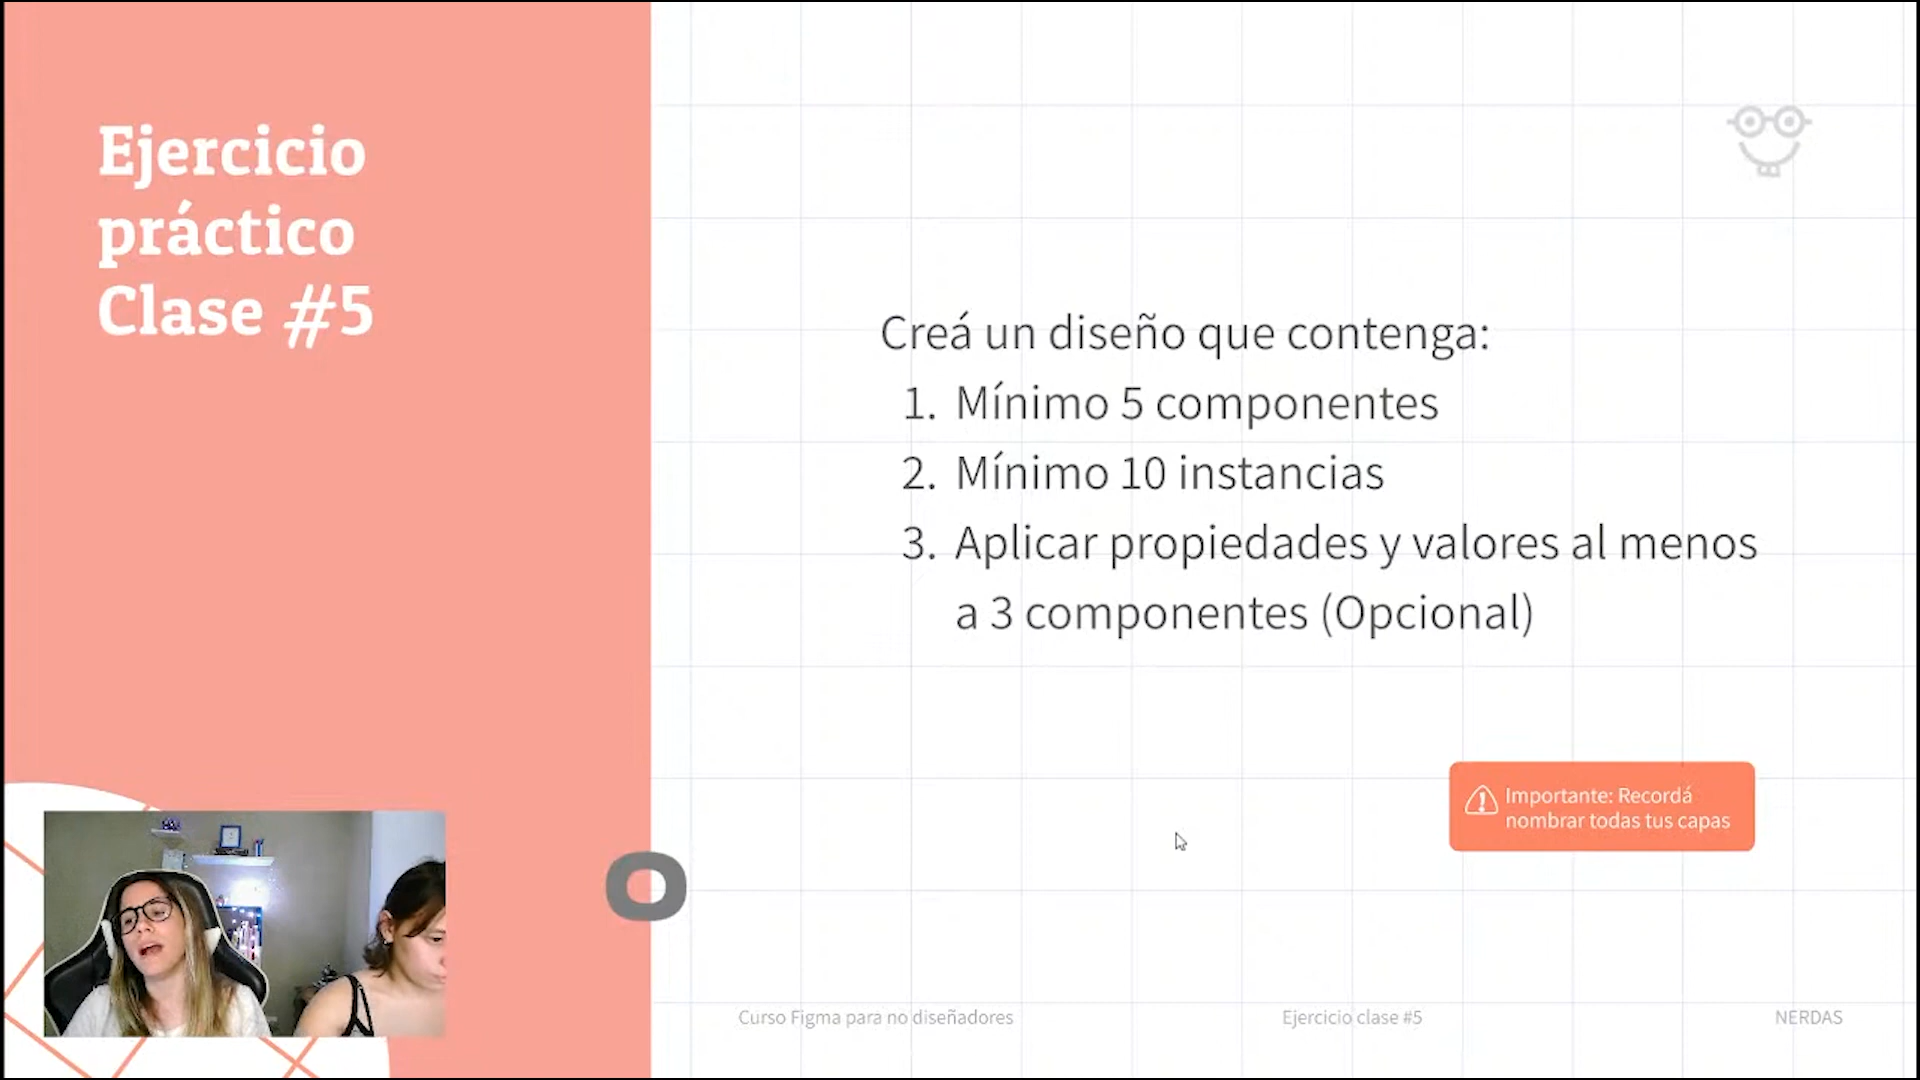 Ejercicio
práctico
Clase #5
Creá un diseño que contenga:
1. Mínimo 5 componentes
2. Mínimo 10 instancias
3. Aplicar propiedades y valores al menos
a 3 componentes (Opcional)
Importante: Recordá
nombrar todas tus capas
o
Curso Figma para no diseñadores
Ejercicio clase #5
NERDAS